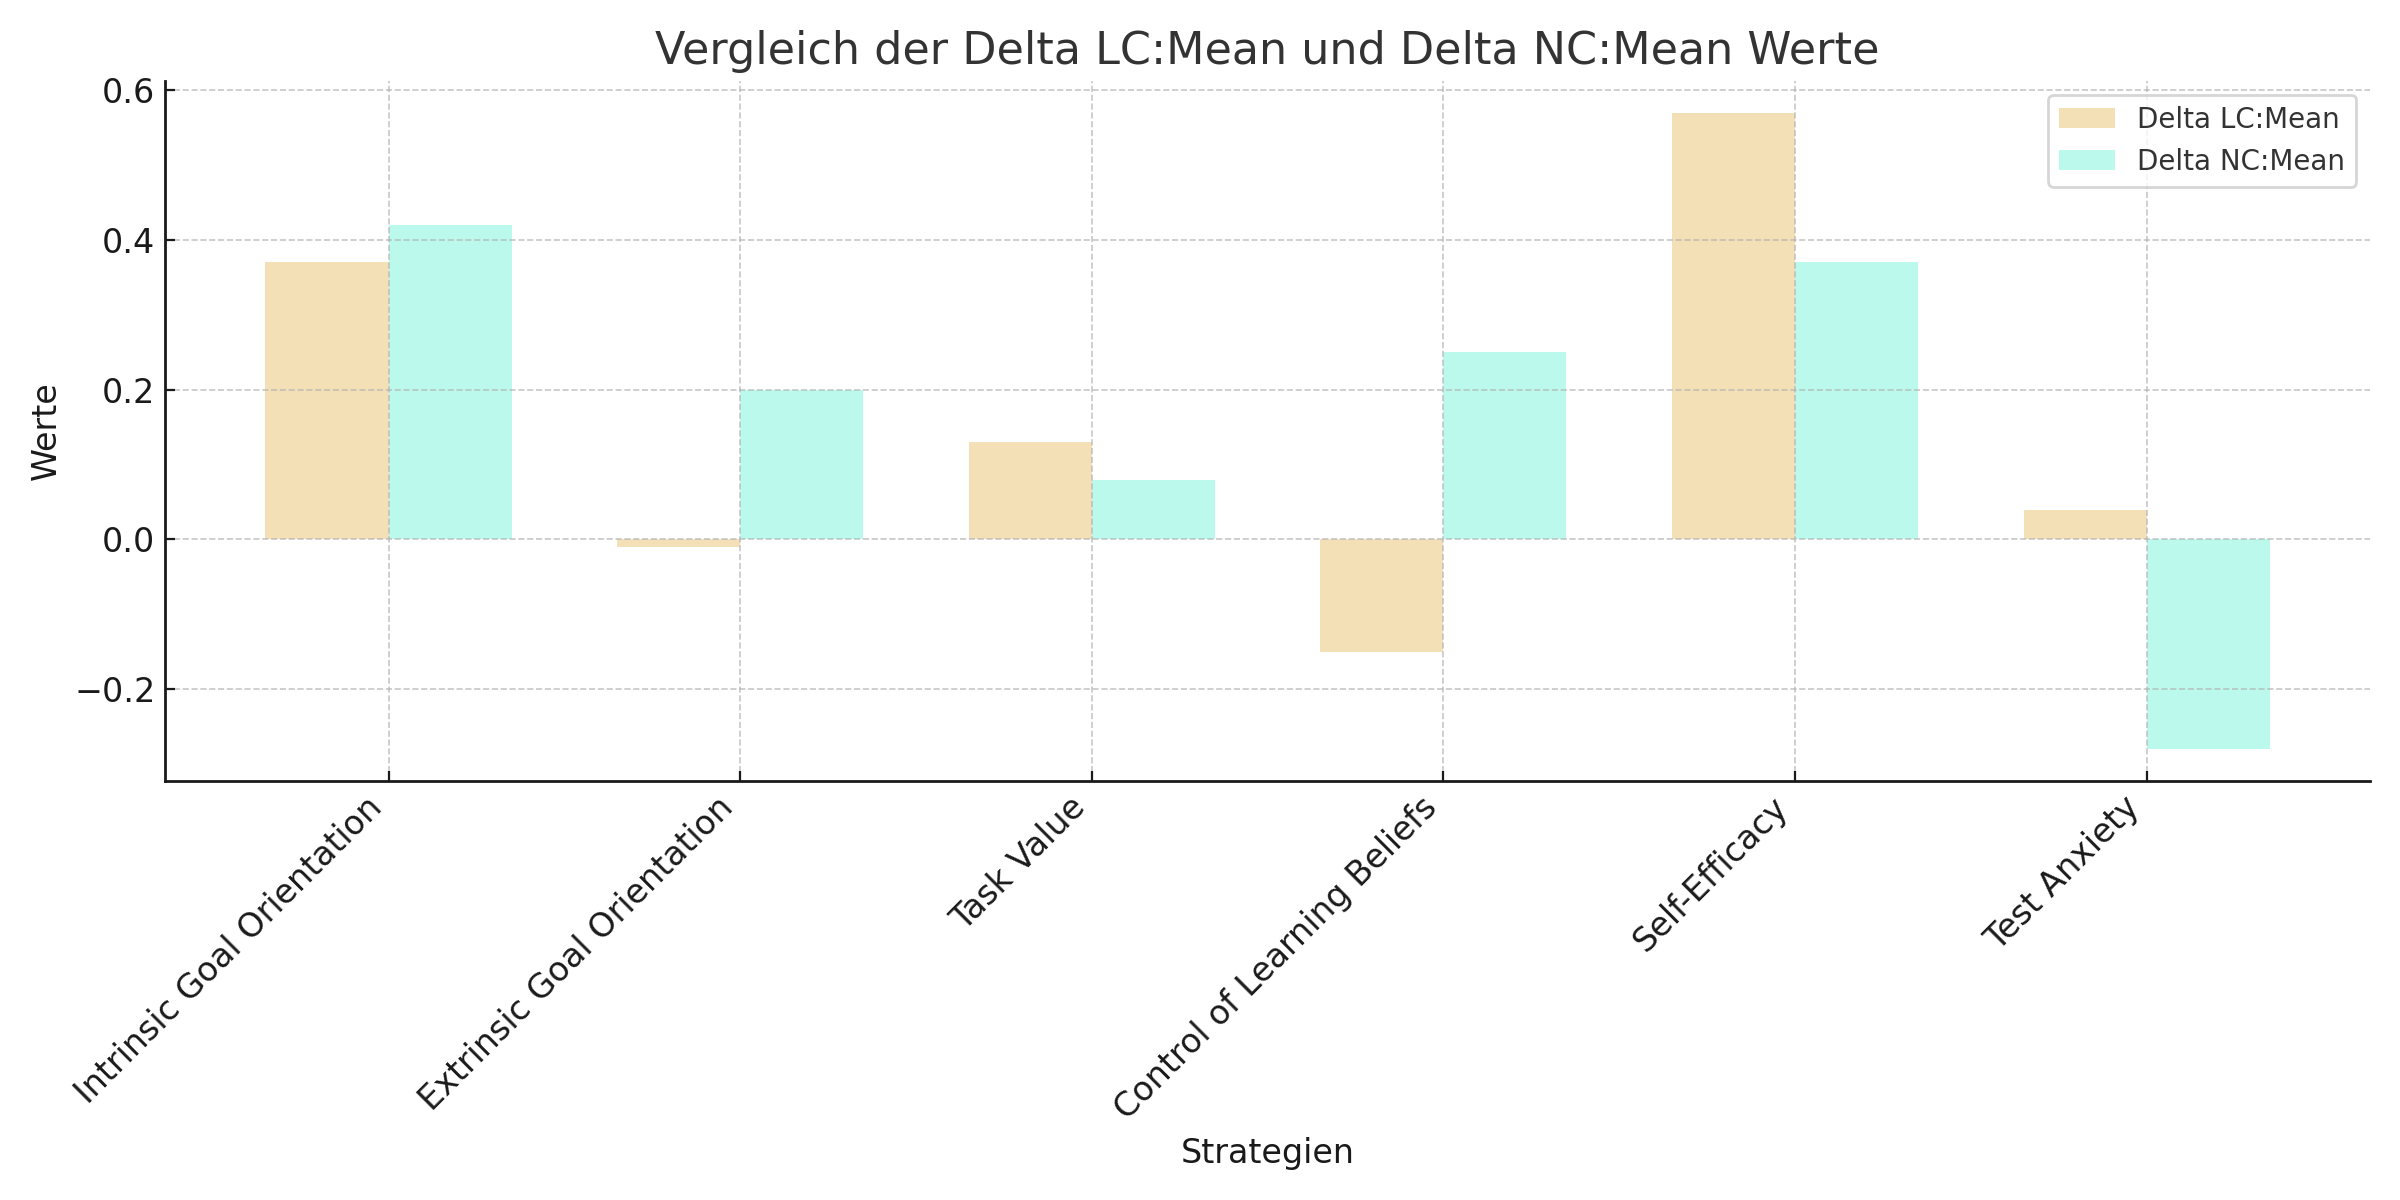 Vergleich der Delta LC:Mean und Delta NC:Mean Werte
Delta LC:Mean
Delta NC:Mean
Werte
0.6
0.4
0.2
0.0
−0.2
Intrinsic Goal Orientation
Extrinsic Goal Orientation
Task Value
Control of Learning Beliefs
Self-Efficacy
Test Anxiety
Strategien